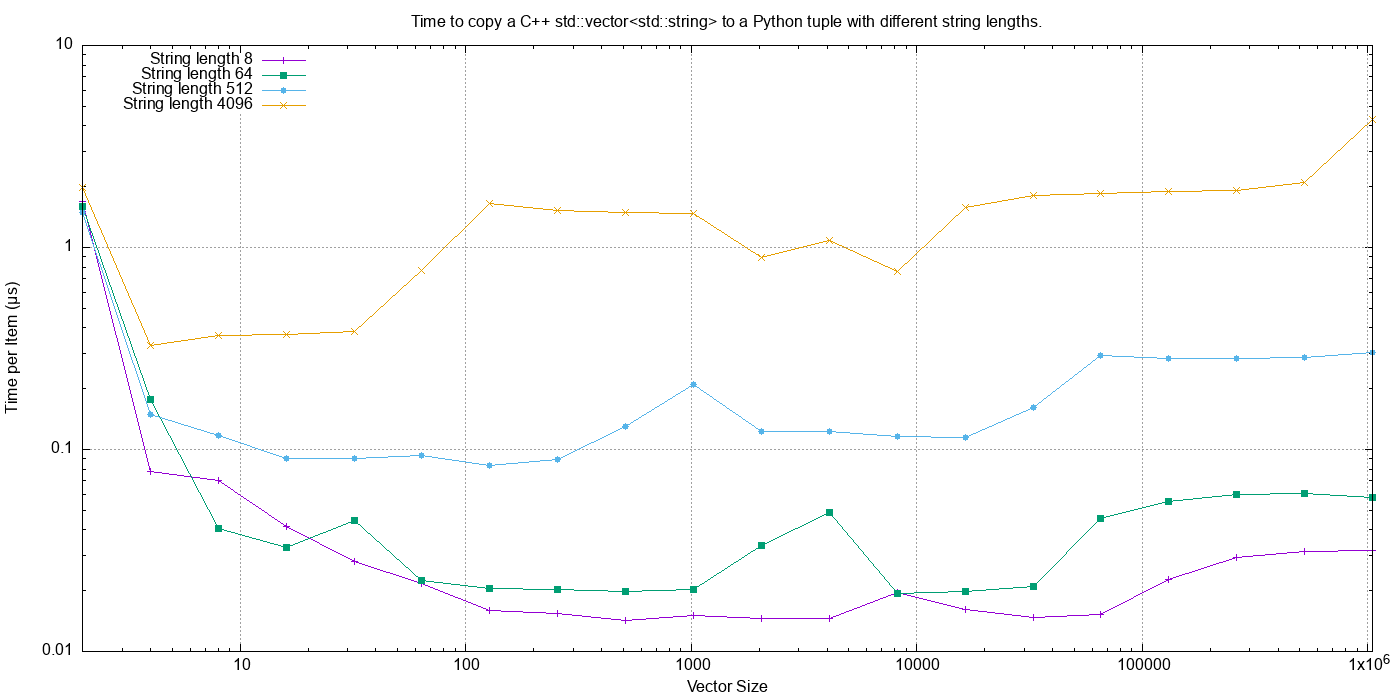 Time to copy a C++ std::vector<std::string> to a Python tuple with different string lengths.
10
String length 8
String length 64
String length 512
String length 4096
1
0.1
0.01
Time per Item (µs)
10
100
1000
10000
100000
1x10⁶
Vector Size